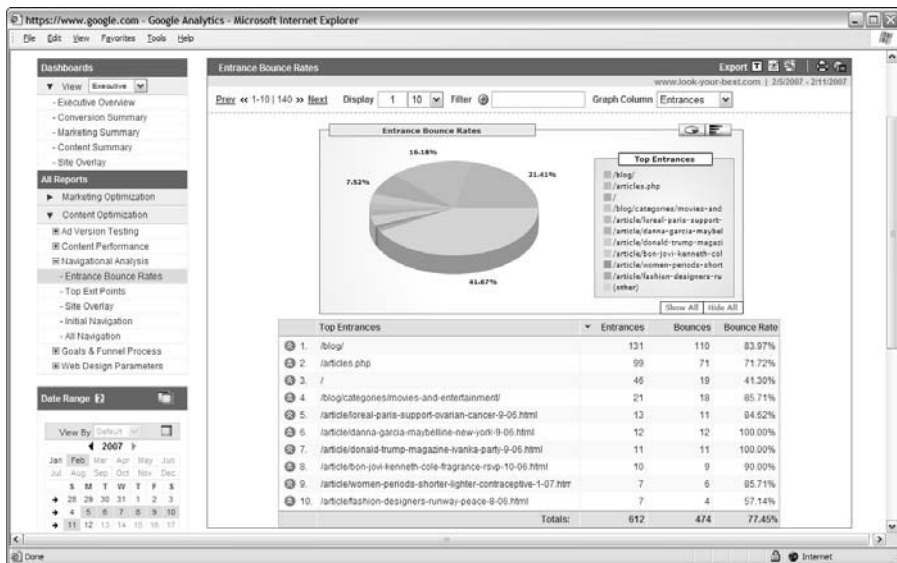 https://www.google.com - Google Analytics - Microsoft Internet Explorer
File Edit View Favorites Tools Help
Dashboards
View Executive
- Executive Overview
- Conversion Summary
- Marketing Summary
- Content Summary
- Site Overlay
All Reports
Marketing Optimization
Content Optimization
Ad Version Testing
Content Performance
Navigational Analysis
- Entrance Bounce Rates
- Top Exit Points
- Site Overlay
- Initial Navigation
- All Navigation
Goals & Funnel Process
Web Design Parameters
Date Range ?
View By Default
2007
Jan Feb Mar Apr May Jun
Jul Aug Sep Oct Nov Dec
S M T W T F S
28 29 30 31 1 2 3
4 5 6 7 8 9 10
11 12 13 14 15 16 17
Entrance Bounce Rates Export T
www.look-your-best.com | 2/5/2007 - 2/11/2007
Prev << 1-10 | 140 >> Next Display 1 10 Filter Graph Column Entrances
Entrance Bounce Rates
16.18%
7.52%
21.41%
41.67%
Top Entrances
/blog/
/articles.php
/
/blog/categories/movies-and
/article/loreal-paris-support-
/article/danna-garcia-maybel
/article/donald-trump-magazi
/article/bon-jovi-kenneth-col
/article/women-periods-short
/article/fashion-designers-ru
(other)
Show All Hide All
Top Entrances Entrances Bounces Bounce Rate
1. /blog/ 131 110 83.97%
2. /articles.php 99 71 71.72%
3. / 46 19 41.30%
4. /blog/categories/movies-and-entertainment/ 21 18 85.71%
5. /article/loreal-paris-support-ovarian-cancer-9-06.html 13 11 84.62%
6. /article/danna-garcia-maybelline-new-york-9-06.html 12 12 100.00%
7. /article/donald-trump-magazine-ivanka-party-9-06.html 11 11 100.00%
8. /article/bon-jovi-kenneth-cole-fragrance-rsvp-10-06.html 10 9 90.00%
9. /article/women-periods-shorter-lighter-contraceptive-1-07.htm 7 6 85.71%
10. /article/fashion-designers-runway-peace-8-06.html 7 4 57.14%
Totals: 612 474 77.45%
Done
Internet